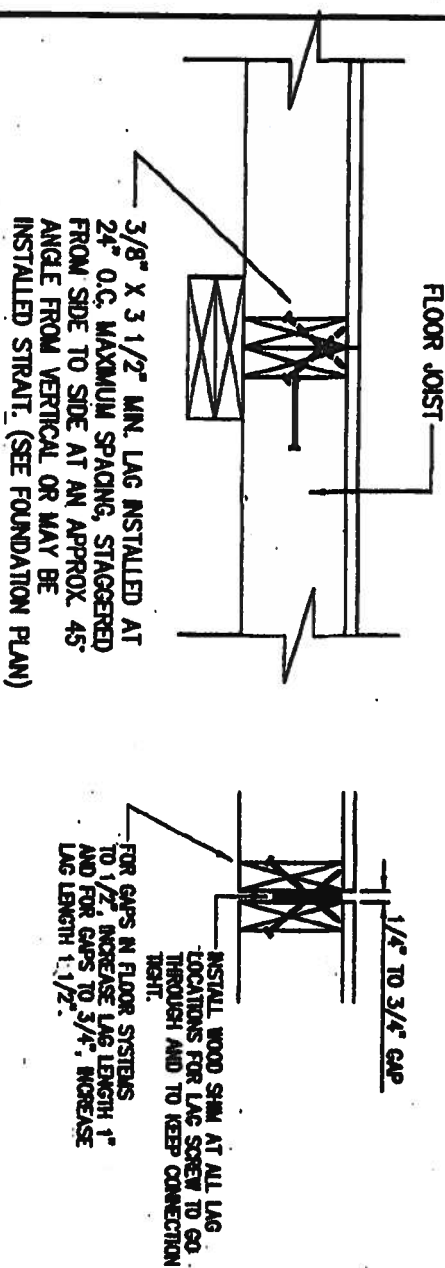 FLOOR JOIST
3/8" X 3 1/2" MIN. LAG INSTALLED AT
24" O.C. MAXIMUM SPACING, STAGGERED
FROM SIDE TO SIDE AT AN APPROX. 45°
ANGLE FROM VERTICAL OR MAY BE
INSTALLED STRAIT. (SEE FOUNDATION PLAN)
1/4" TO 3/4" GAP
INSTALL WOOD SHIM AT ALL LAG
LOCATIONS FOR LAG SCREW TO GO
THROUGH AND TO KEEP CONNECTION
TIGHT.
FOR GAPS IN FLOOR SYSTEMS
TO 1/2", INCREASE LAG LENGTH 1"
AND FOR GAPS TO 3/4", INCREASE
LAG LENGTH 1 1/2".